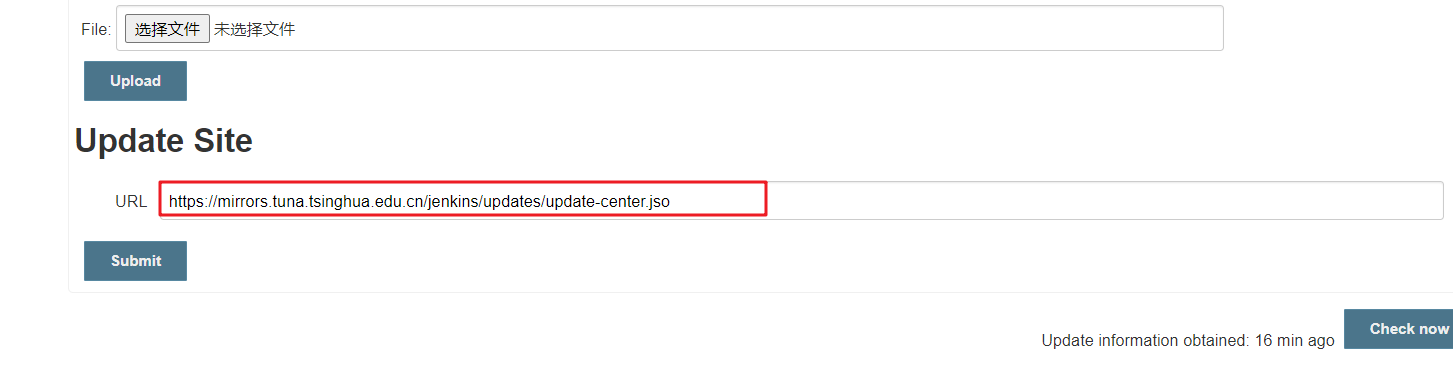 File: 选择文件 未选择文件
Upload
Update Site
URL https://mirrors.tuna.tsinghua.edu.cn/jenkins/updates/update-center.jso
Submit
Update information obtained: 16 min ago Check now